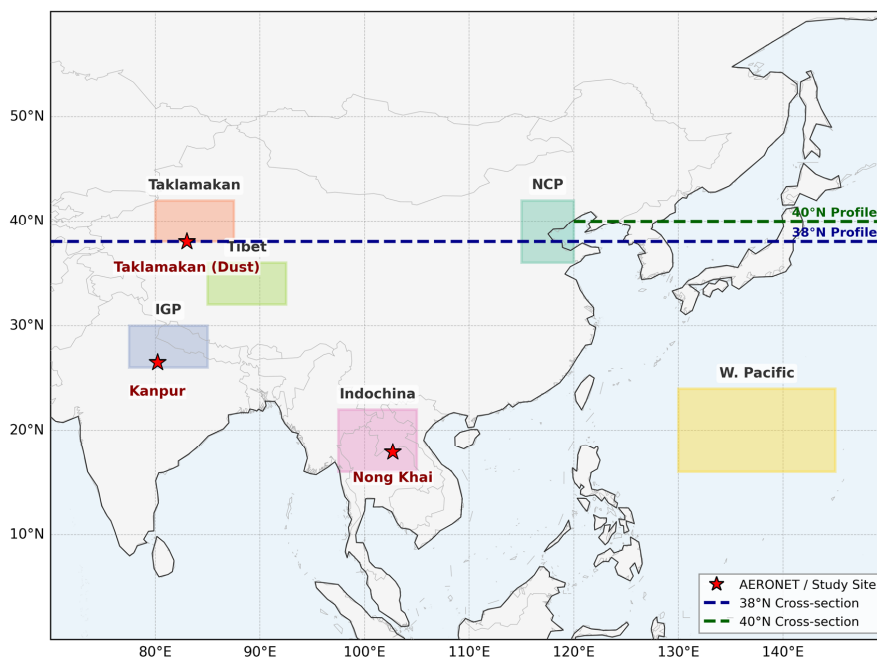 50°N
Taklamakan
NCP
40°N
40°N Profile
38°N Profile
Tibet
Taklamakan (Dust)
30°N
IGP
Kanpur
Indochina
W. Pacific
20°N
Nong Khai
10°N
AERONET / Study Site
38°N Cross-section
40°N Cross-section
80°E
90°E
100°E
110°E
120°E
130°E
140°E